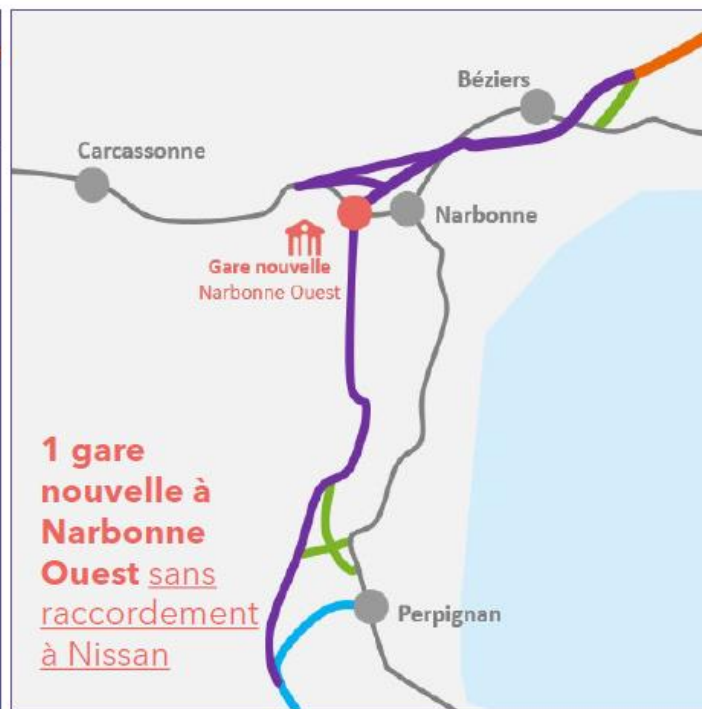 Béziers
Carcassonne
Narbonne
Gare nouvelle
Narbonne Ouest
1 gare
nouvelle à
Narbonne
Ouest sans
raccordement
à Nissan
Perpignan